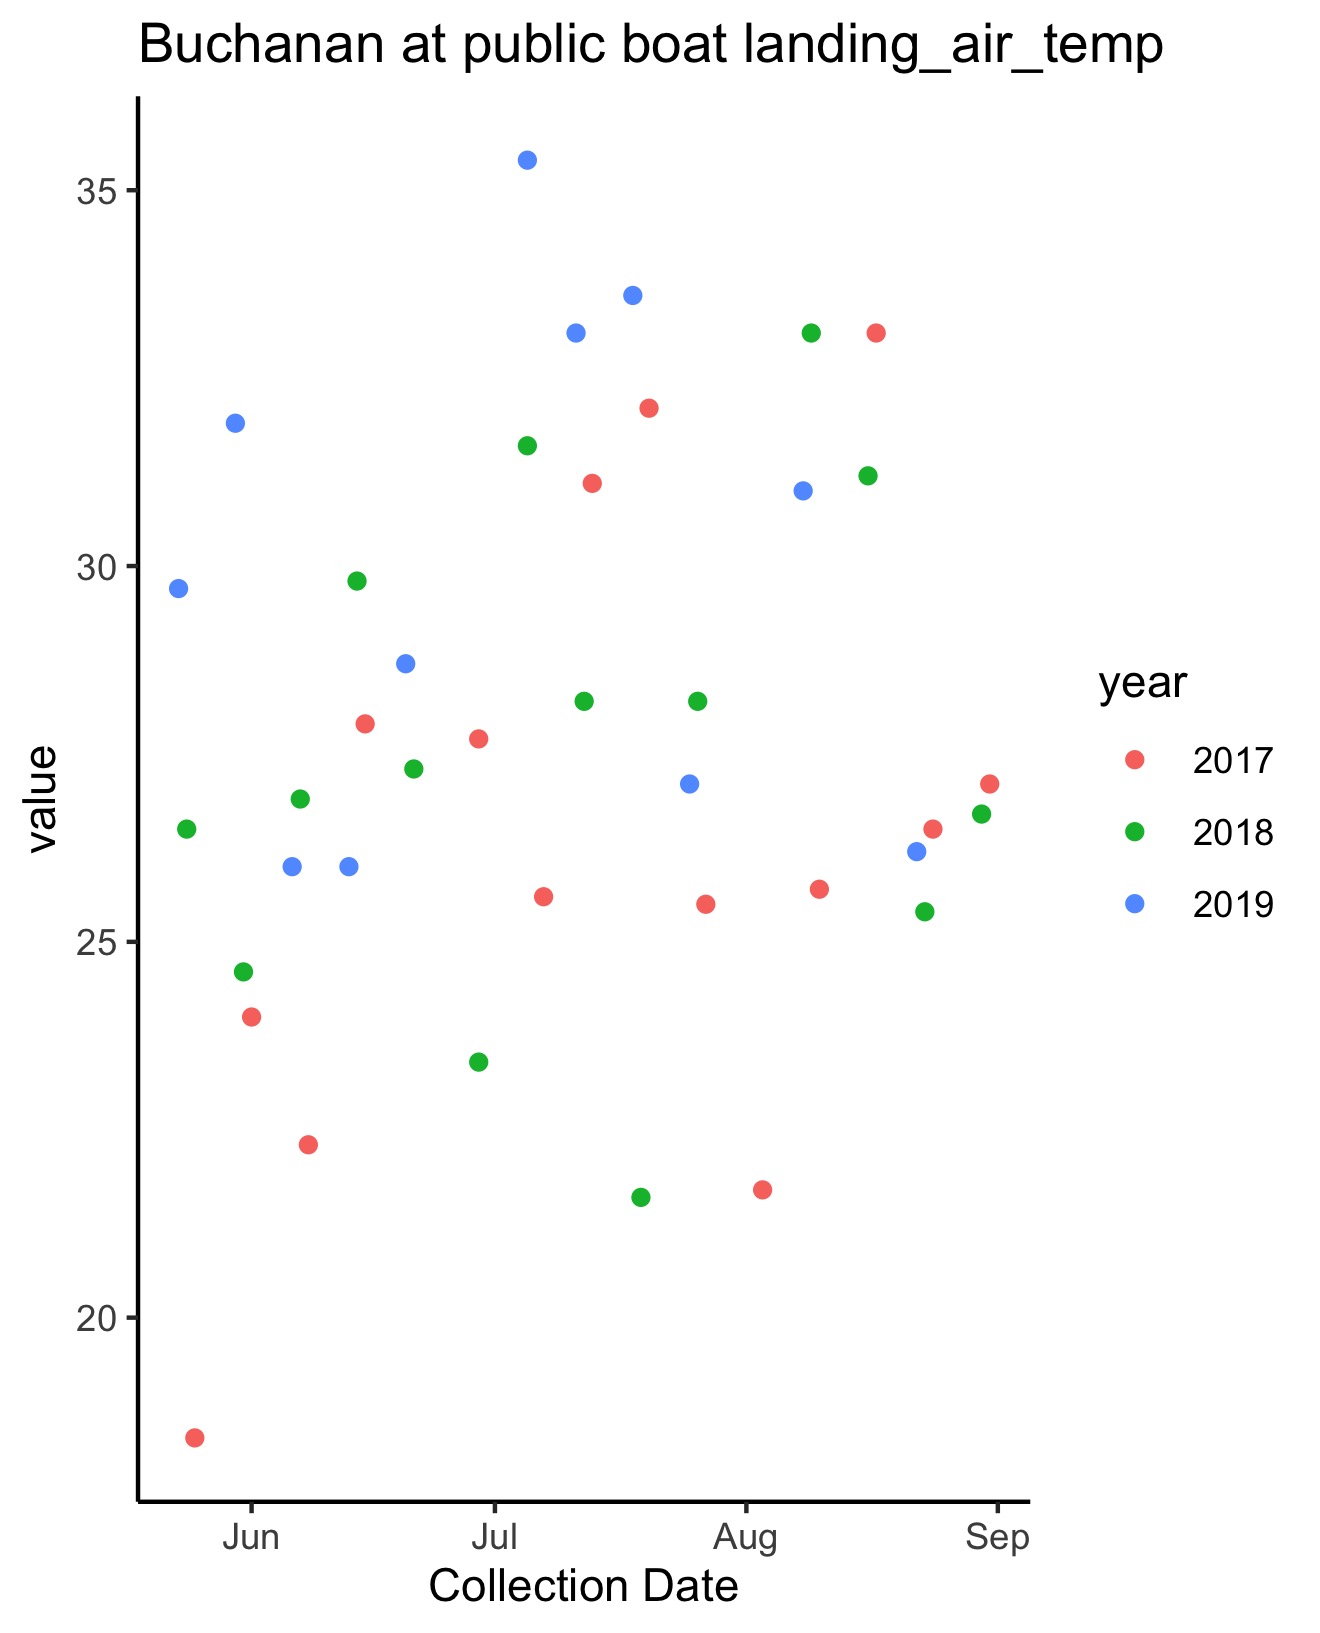 Buchanan at public boat landing_air_temp
35
30
25
20
value
Jun Jul Aug Sep
Collection Date
year
2017
2018
2019